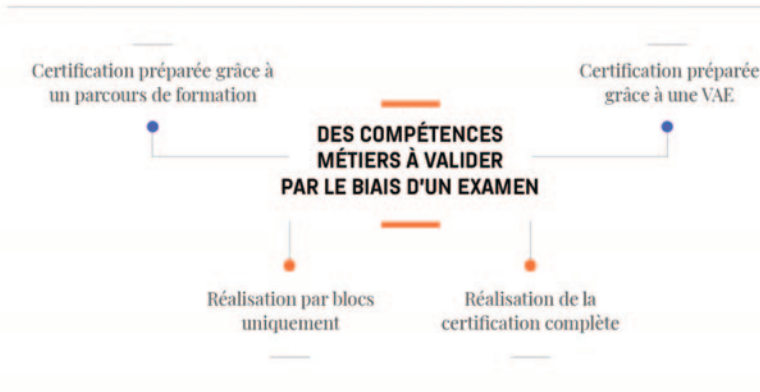 Certification préparée grâce à
un parcours de formation
Certification préparée
grâce à une VAE
DES COMPÉTENCES
MÉTIERS À VALIDER
PAR LE BIAIS D'UN EXAMEN
Réalisation par blocs
uniquement
Réalisation de la
certification complète